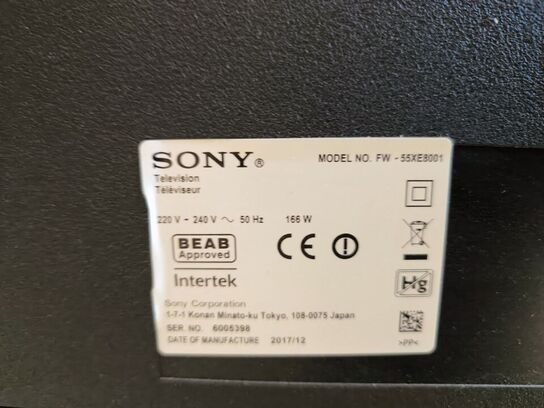 SONY® MODEL NO. FW - 55XE8001
Television
Téléviseur
220 V - 240 V ~ 50 Hz 166 W
BEAB
Approved
CE
Intertek
Hg
Sony Corporation
1-7-1 Konan Minato-ku Tokyo, 108-0075 Japan
SER. NO. 6005398
DATE OF MANUFACTURE 2017/12
>PP<